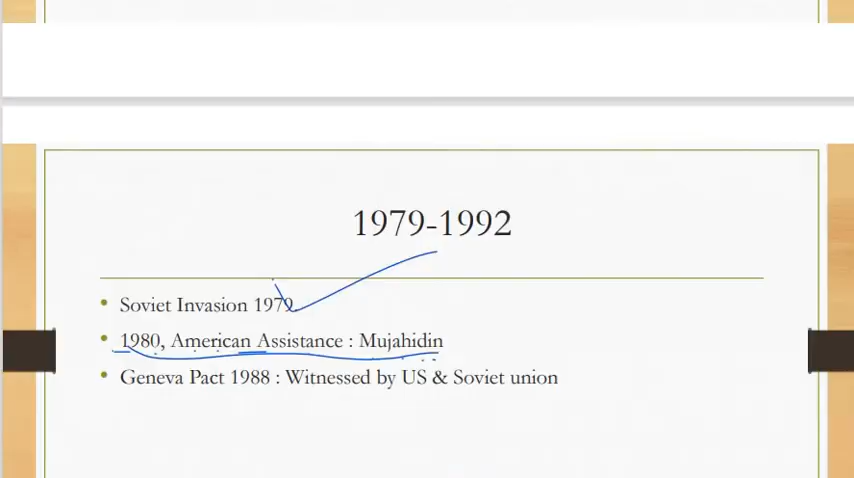 1979-1992
• Soviet Invasion 1979
• 1980, American Assistance : Mujahidin
• Geneva Pact 1988 : Witnessed by US & Soviet union